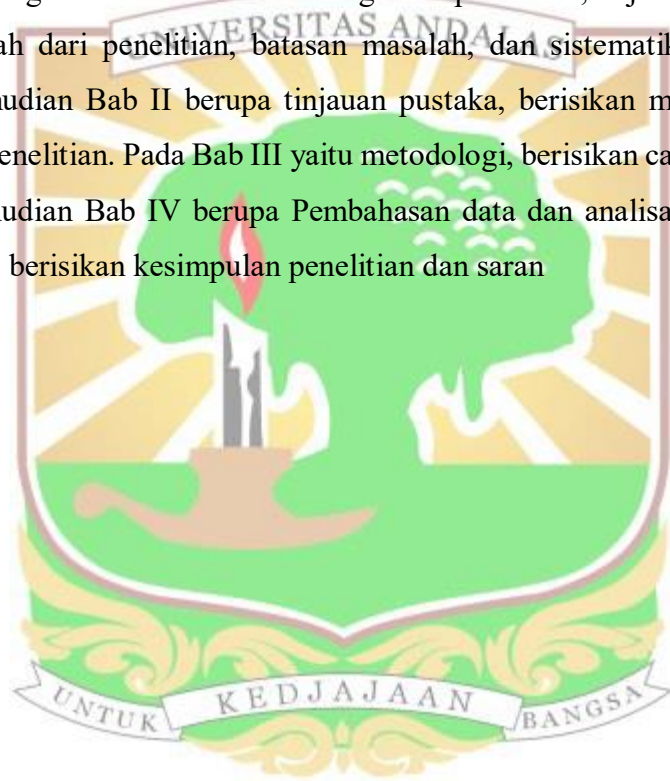 UNIVERSITAS ANDALAS
ah dari penelitian, batasan masalah, dan sistematik
udian Bab II berupa tinjauan pustaka, berisikan m
enelitian. Pada Bab III yaitu metodologi, berisikan ca
udian Bab IV berupa Pembahasan data dan analisa
berisikan kesimpulan penelitian dan saran
UNTUK KEDJAJAAN BANGSA